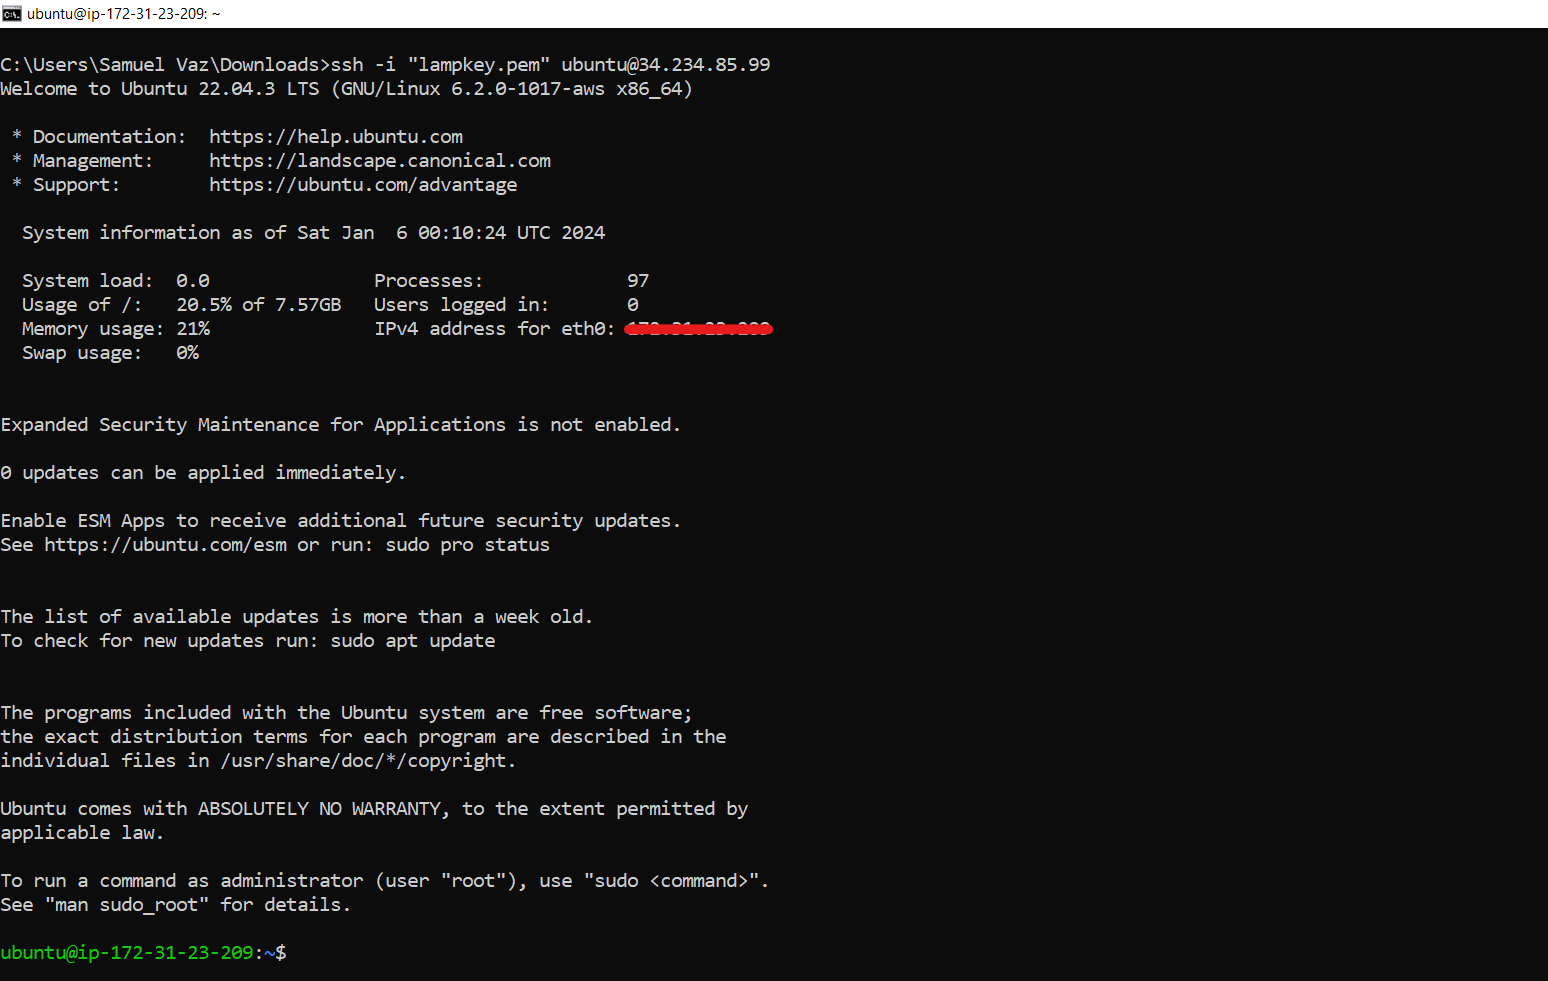 ubuntu@ip-172-31-23-209: ~
C:\Users\Samuel Vaz\Downloads>ssh -i "lampkey.pem" ubuntu@34.234.85.99
Welcome to Ubuntu 22.04.3 LTS (GNU/Linux 6.2.0-1017-aws x86_64)
* Documentation:  https://help.ubuntu.com
* Management:     https://landscape.canonical.com
* Support:        https://ubuntu.com/advantage
System information as of Sat Jan  6 00:10:24 UTC 2024
System load:  0.0               Processes:             97
Usage of /:   20.5% of 7.57GB   Users logged in:       0
Memory usage: 21%               IPv4 address for eth0:
Swap usage:   0%
Expanded Security Maintenance for Applications is not enabled.
0 updates can be applied immediately.
Enable ESM Apps to receive additional future security updates.
See https://ubuntu.com/esm or run: sudo pro status
The list of available updates is more than a week old.
To check for new updates run: sudo apt update
The programs included with the Ubuntu system are free software;
the exact distribution terms for each program are described in the
individual files in /usr/share/doc/*/copyright.
Ubuntu comes with ABSOLUTELY NO WARRANTY, to the extent permitted by
applicable law.
To run a command as administrator (user "root"), use "sudo <command>".
See "man sudo_root" for details.
ubuntu@ip-172-31-23-209:~$